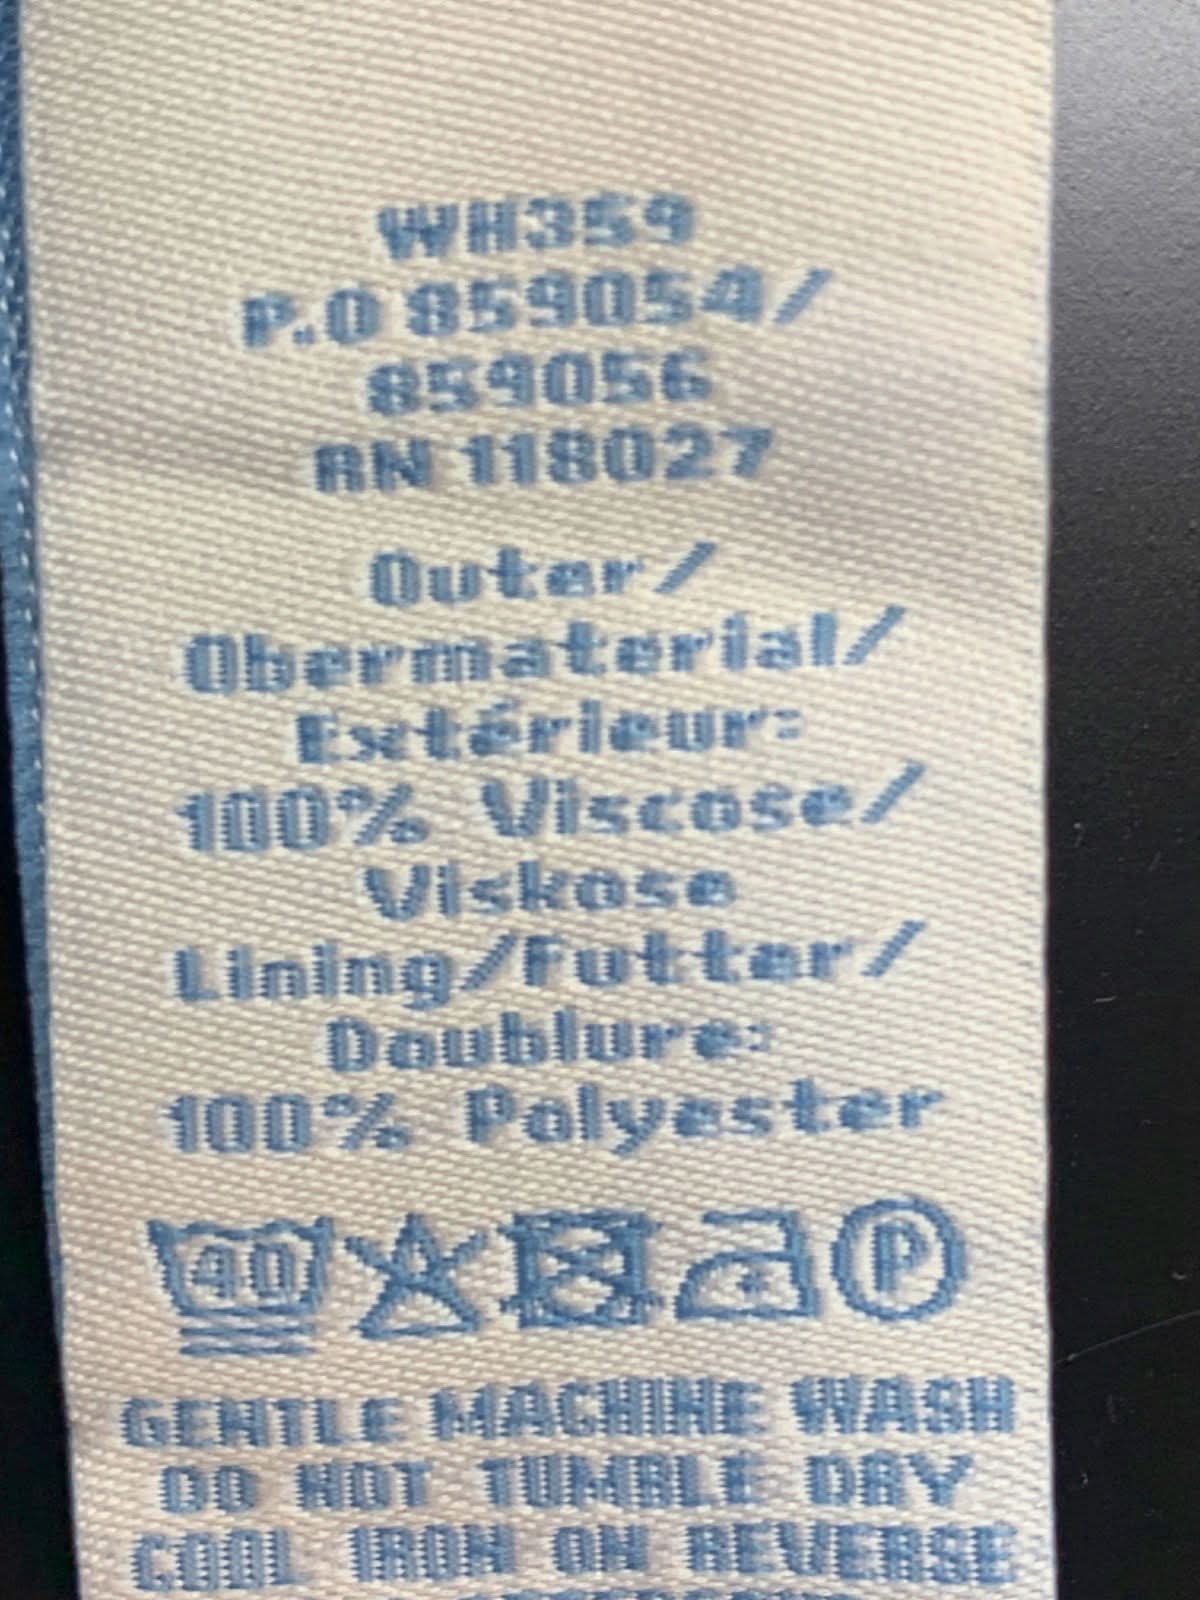 WH359
P.O 859054/
859056
RN 118027
Outer/
Obermaterial/
Extérieur:
100% Viscose/
Viskose
Lining/Futter/
Doublure:
100% Polyester
40 P
GENTLE MACHINE WASH
DO NOT TUMBLE DRY
COOL IRON ON REVERSE